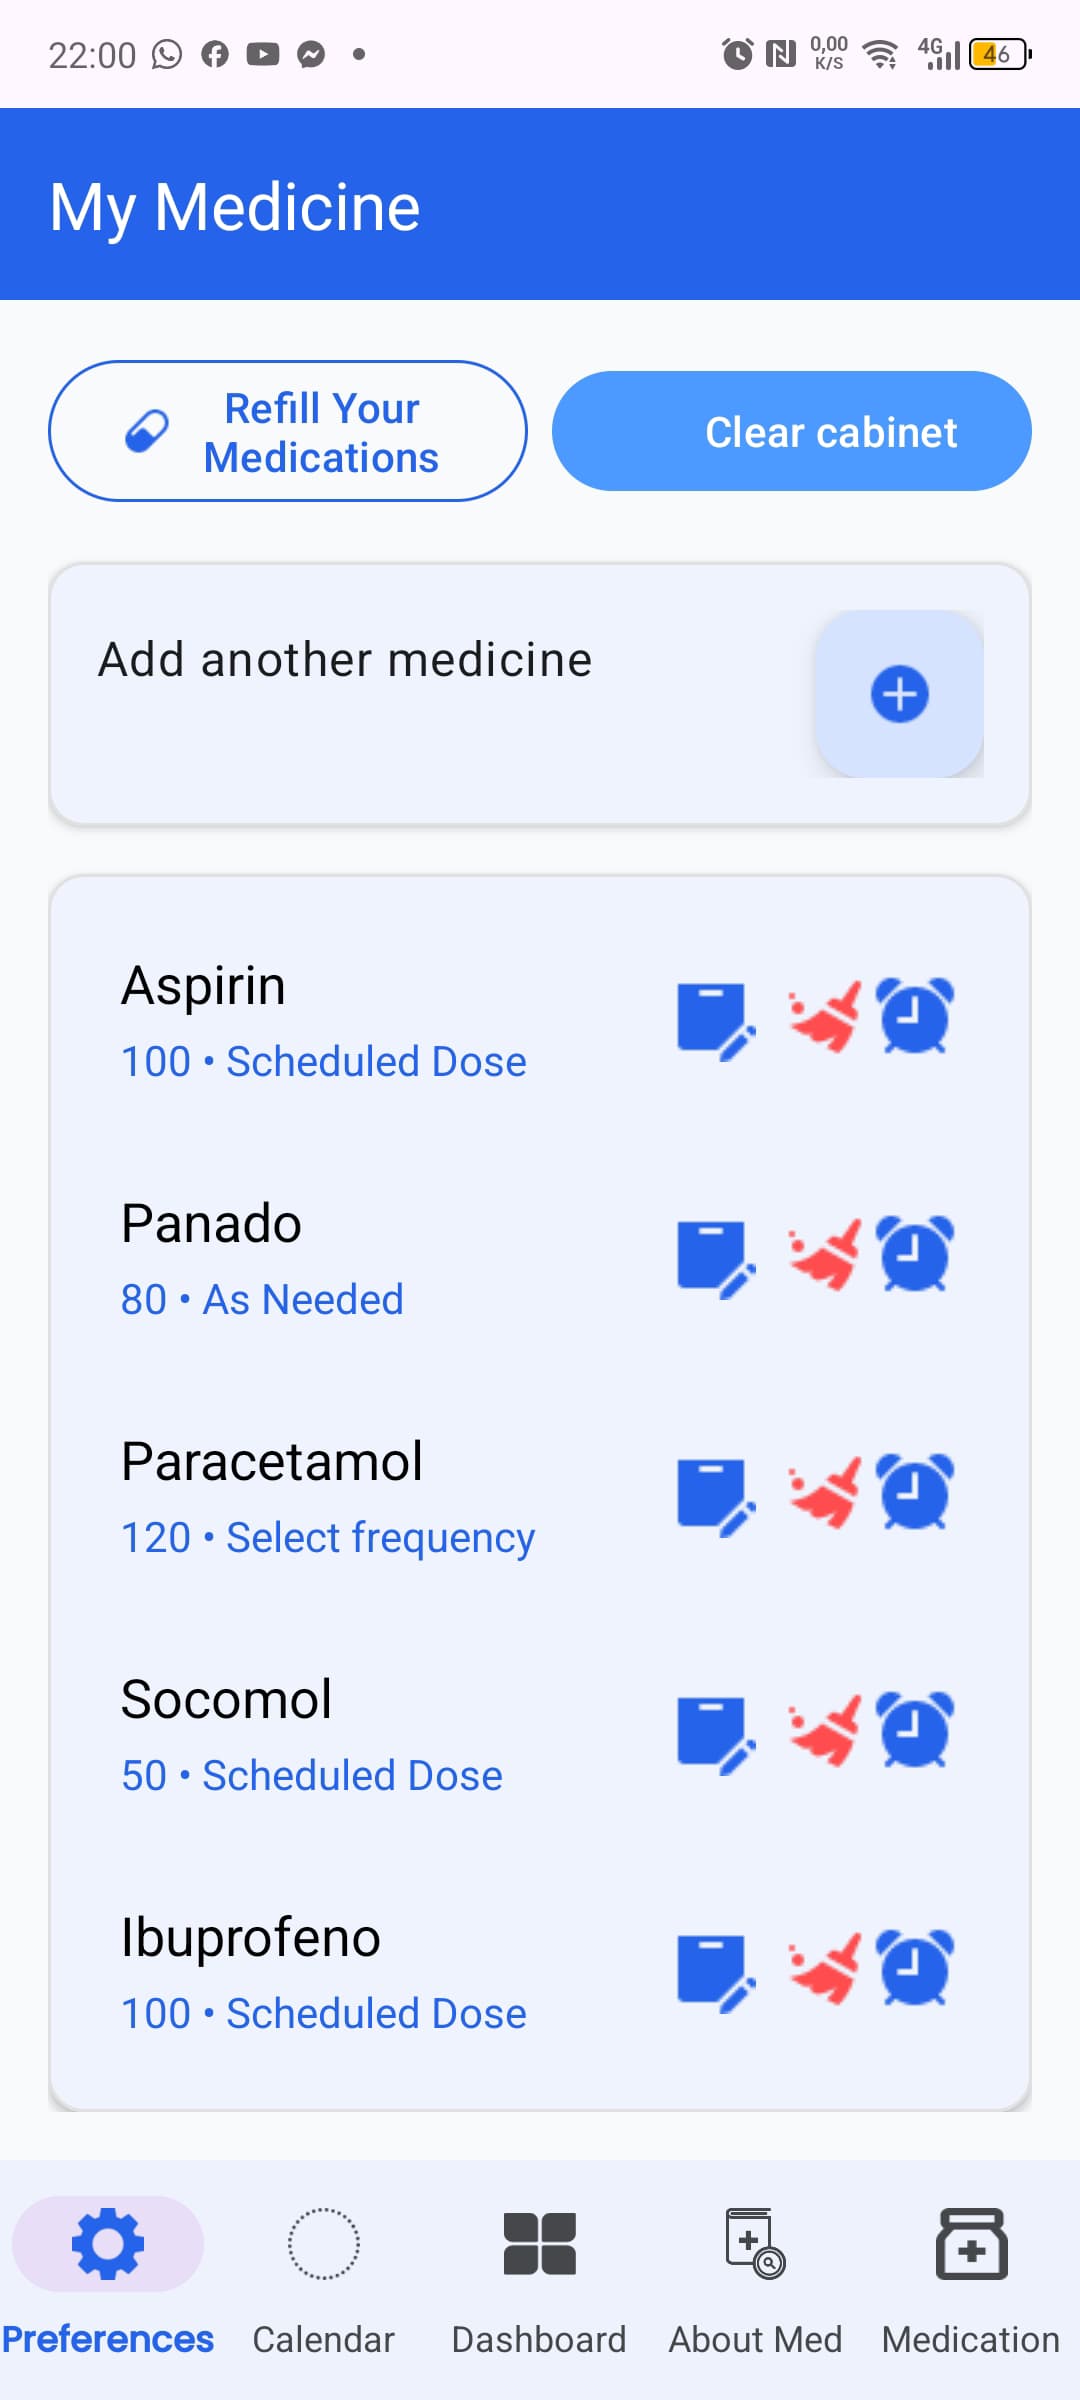 22:00
0,00
K/S
4G
46
My Medicine
Refill Your
Medications
Clear cabinet
Add another medicine
Aspirin
100 • Scheduled Dose
Panado
80 • As Needed
Paracetamol
120 • Select frequency
Socomol
50 • Scheduled Dose
Ibuprofeno
100 • Scheduled Dose
Preferences
Calendar
Dashboard
About Med
Medication